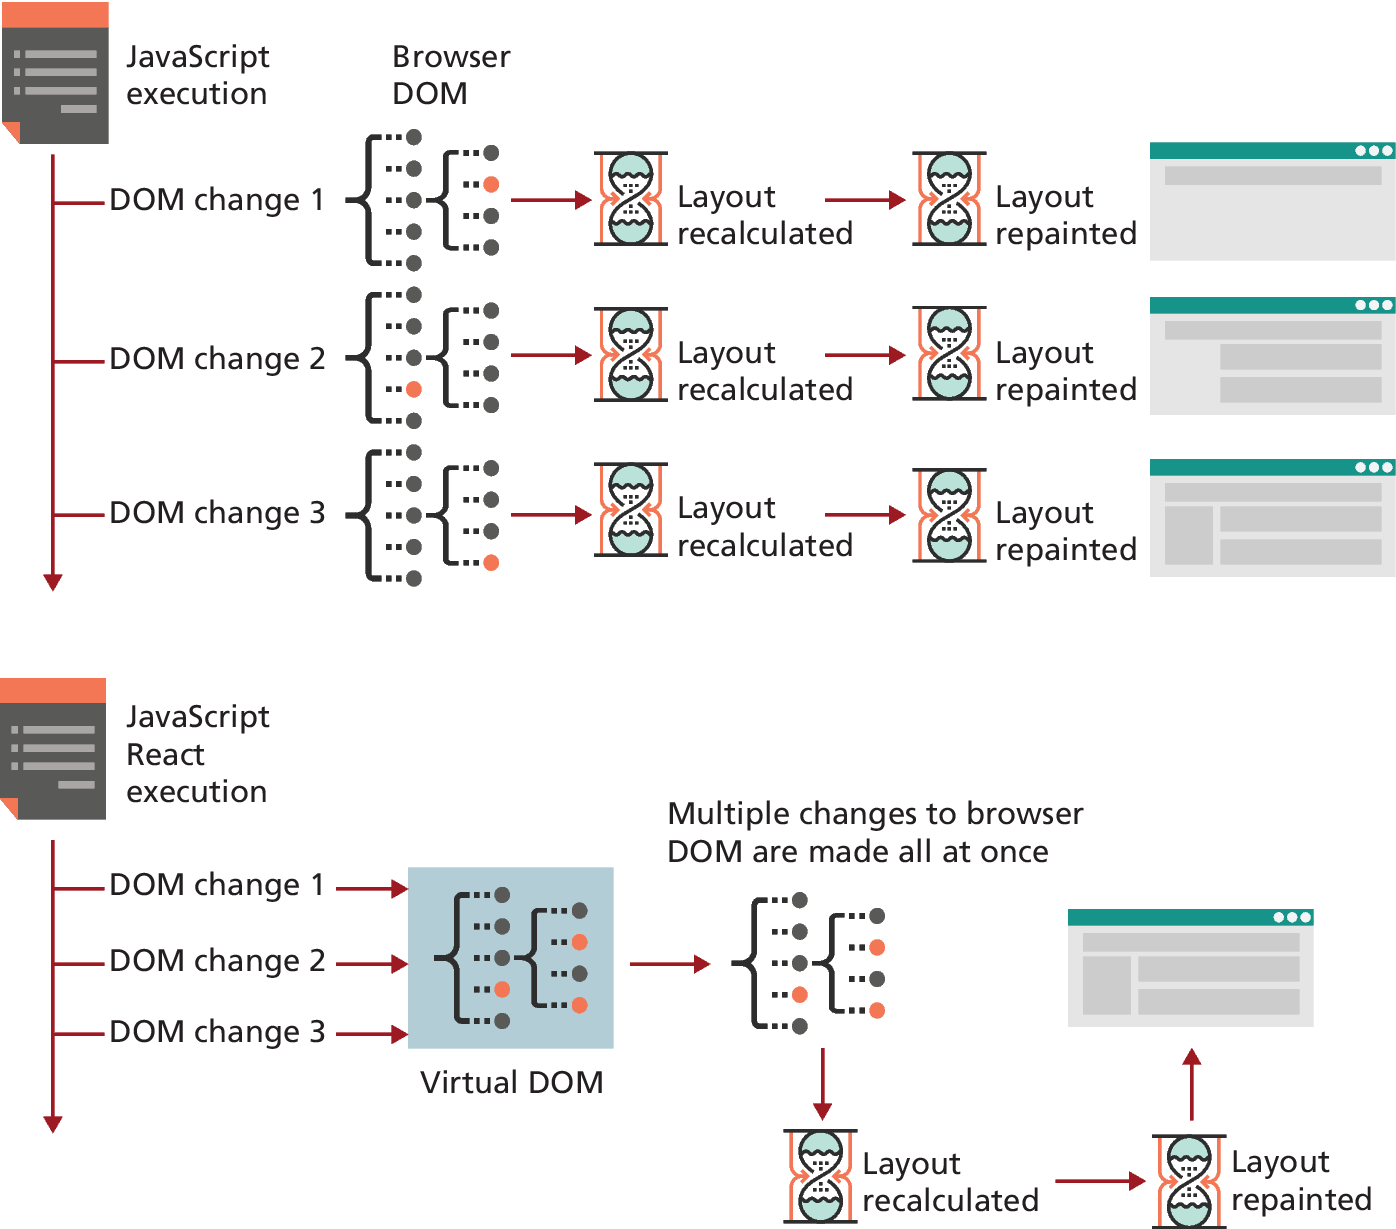 JavaScript
execution
Browser
DOM
DOM change 1
Layout
recalculated
Layout
repainted
DOM change 2
Layout
recalculated
Layout
repainted
DOM change 3
Layout
recalculated
Layout
repainted
JavaScript
React
execution
Multiple changes to browser
DOM are made all at once
DOM change 1
DOM change 2
DOM change 3
Virtual DOM
Layout
recalculated
Layout
repainted